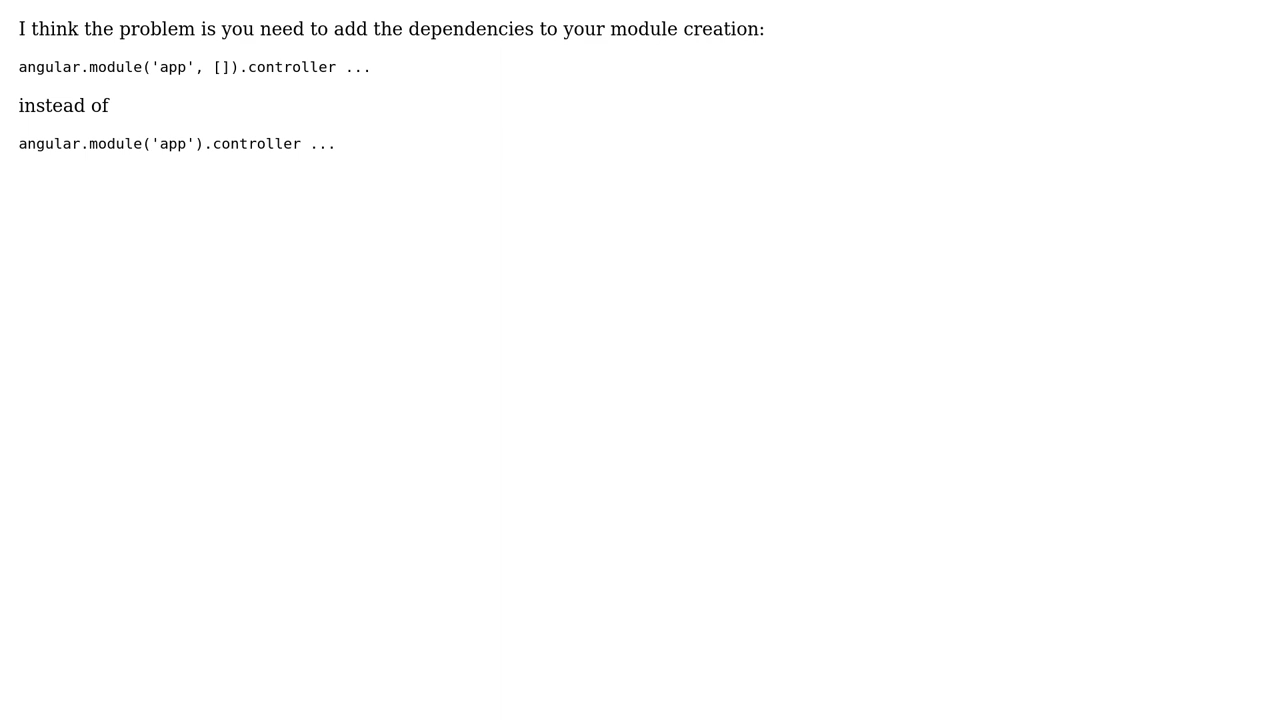 I think the problem is you need to add the dependencies to your module creation:
angular.module('app', []).controller ...
instead of
angular.module('app').controller ...